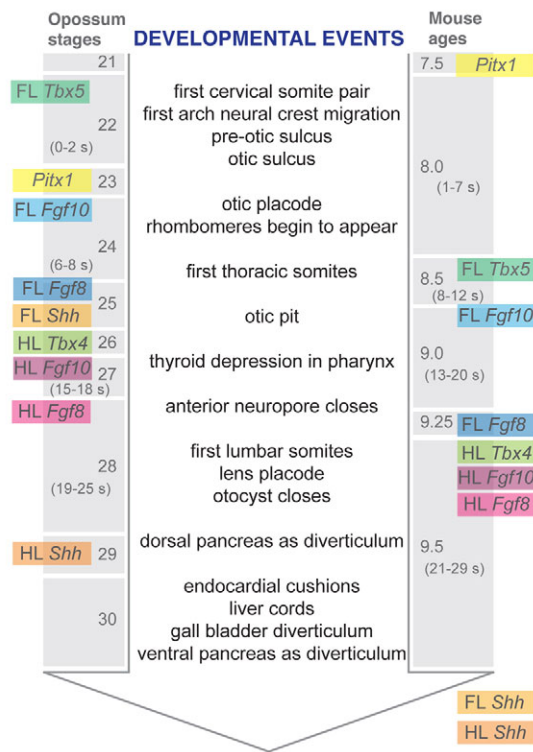 Opossum
stages
DEVELOPMENTAL EVENTS
Mouse
ages
21
FL Tbx5
22
(0-2 s)
Pitx1
23
FL Fgf10
24
(6-8 s)
FL Fgf8
25
FL Shh
HL Tbx4
26
HL Fgf10
27
(15-18 s)
HL Fgf8
28
(19-25 s)
HL Shh
29
30
first cervical somite pair
first arch neural crest migration
pre-otic sulcus
otic sulcus
otic placode
rhombomeres begin to appear
first thoracic somites
otic pit
thyroid depression in pharynx
anterior neuropore closes
first lumbar somites
lens placode
otocyst closes
dorsal pancreas as diverticulum
endocardial cushions
liver cords
gall bladder diverticulum
ventral pancreas as diverticulum
7.5
Pitx1
8.0
(1-7 s)
8.5
FL Tbx5
(8-12 s)
FL Fgf10
9.0
(13-20 s)
9.25
FL Fgf8
HL Tbx4
HL Fgf10
HL Fgf8
9.5
(21-29 s)
FL Shh
HL Shh